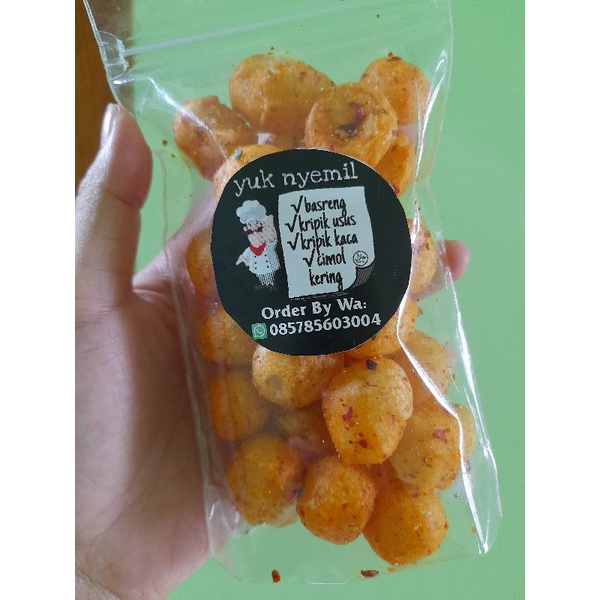 yuk nyemil
√basreng
√kripik usus
√kripik kaca
√cimol
kering
Order By Wa:
085785603004